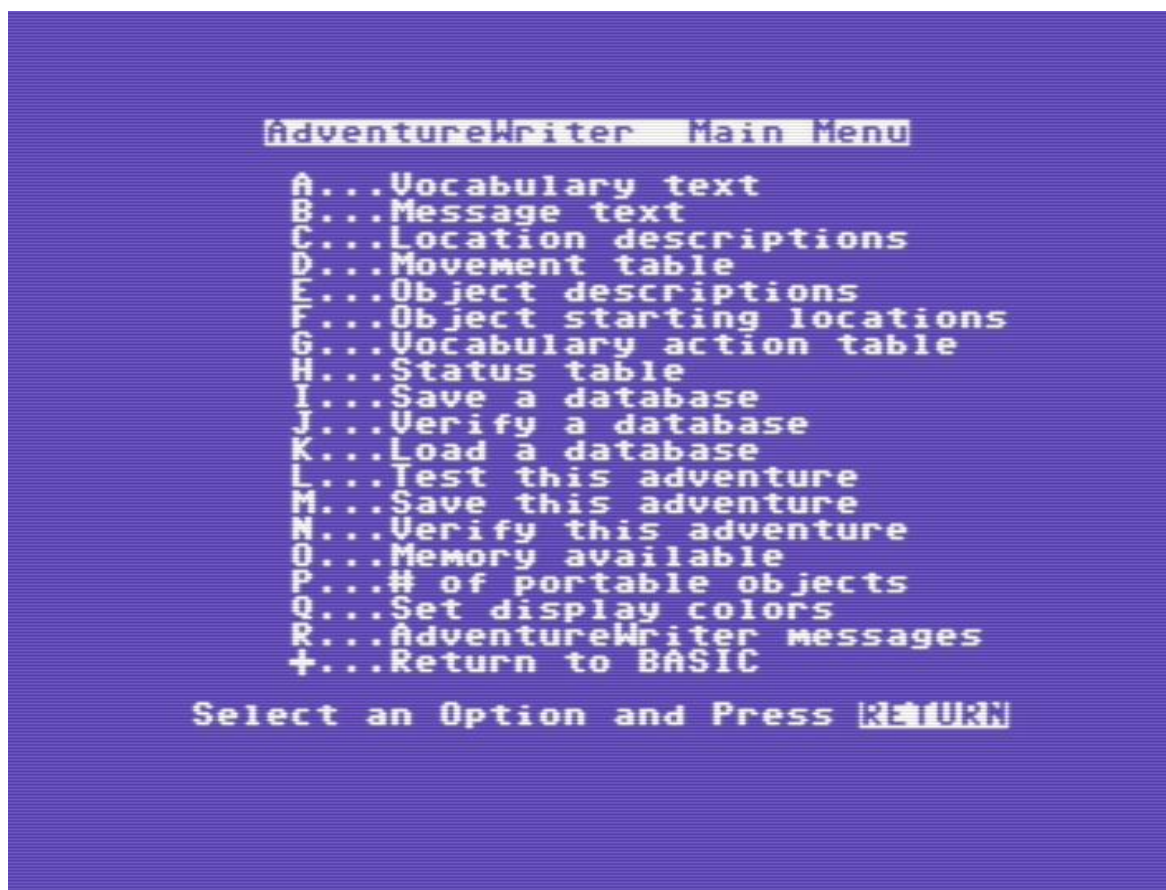 AdventureWriter  Main Menu
A...Vocabulary text
B...Message text
C...Location descriptions
D...Movement table
E...Object descriptions
F...Object starting locations
G...Vocabulary action table
H...Status table
I...Save a database
J...Verify a database
K...Load a database
L...Test this adventure
M...Save this adventure
N...Verify this adventure
O...Memory available
P...# of portable objects
Q...Set display colors
R...AdventureWriter messages
+...Return to BASIC
Select an Option and Press RETURN